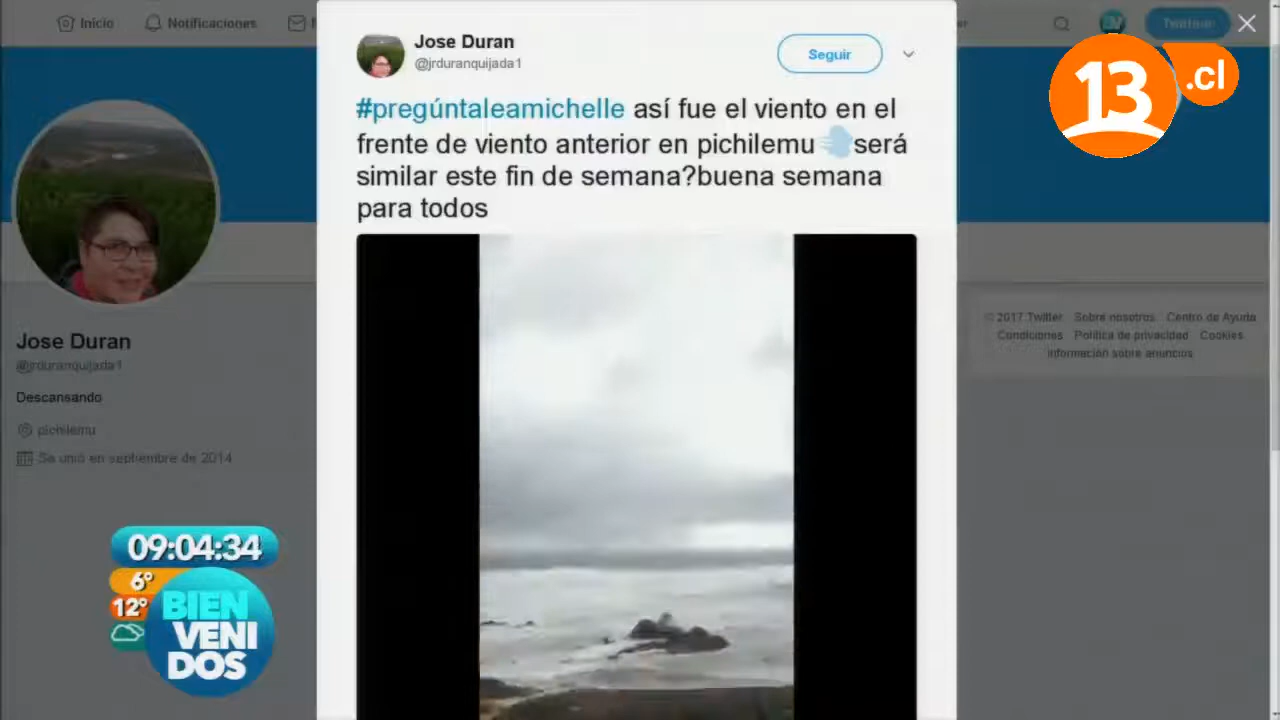 Inicio
Notificaciones
Jose Duran
@jrduranquijada1
Seguir
13.cl
#pregúntaleamichelle así fue el viento en el
frente de viento anterior en pichilemu 💨será
similar este fin de semana?buena semana
para todos
Jose Duran
@jrduranquijada1
Descansando
pichilemu
Se unió en septiembre de 2014
© 2017 Twitter Sobre nosotros Centro de Ayuda
Condiciones Política de privacidad Cookies
Información sobre anuncios
09:04:34
6°
12°
BIEN
VENI
DOS